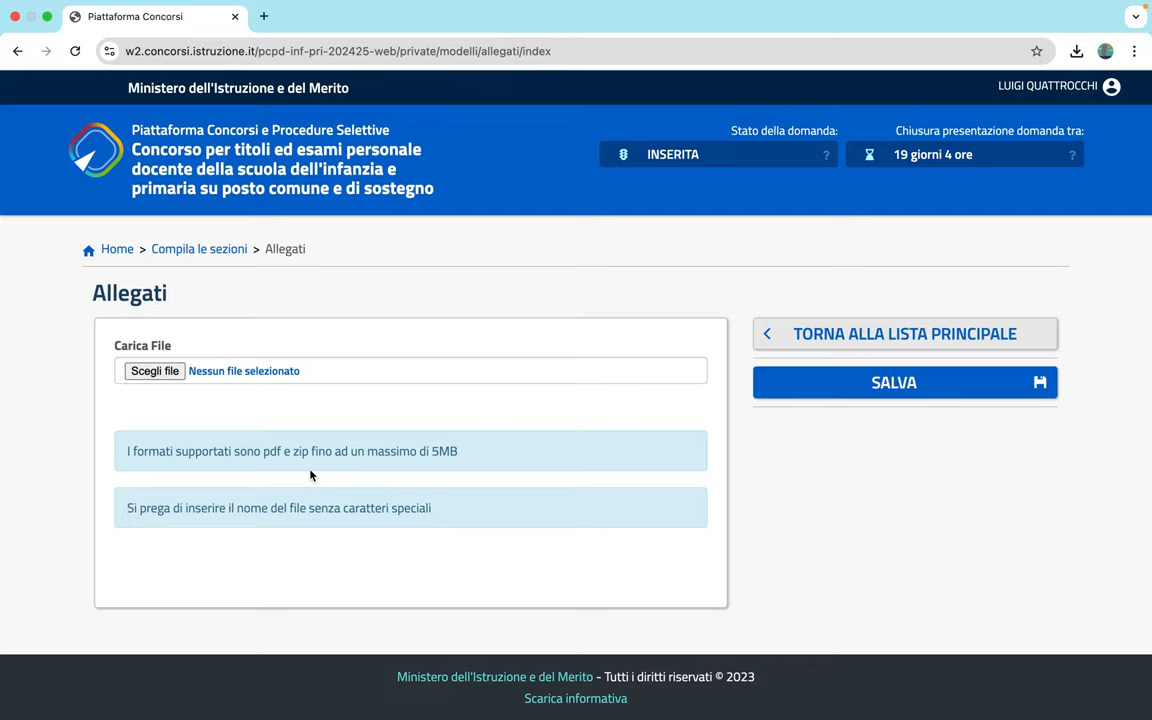 Piattaforma Concorsi
w2.concorsi.istruzione.it/pcpd-inf-pri-202425-web/private/modelli/allegati/index
Ministero dell'Istruzione e del Merito
LUIGI QUATTROCCHI
Piattaforma Concorsi e Procedure Selettive
Concorso per titoli ed esami personale
docente della scuola dell'infanzia e
primaria su posto comune e di sostegno
Stato della domanda:
INSERITA ?
Chiusura presentazione domanda tra:
19 giorni 4 ore ?
Home > Compila le sezioni > Allegati
Allegati
Carica File
Scegli file Nessun file selezionato
I formati supportati sono pdf e zip fino ad un massimo di 5MB
Si prega di inserire il nome del file senza caratteri speciali
TORNA ALLA LISTA PRINCIPALE
SALVA
Ministero dell'Istruzione e del Merito - Tutti i diritti riservati © 2023
Scarica informativa